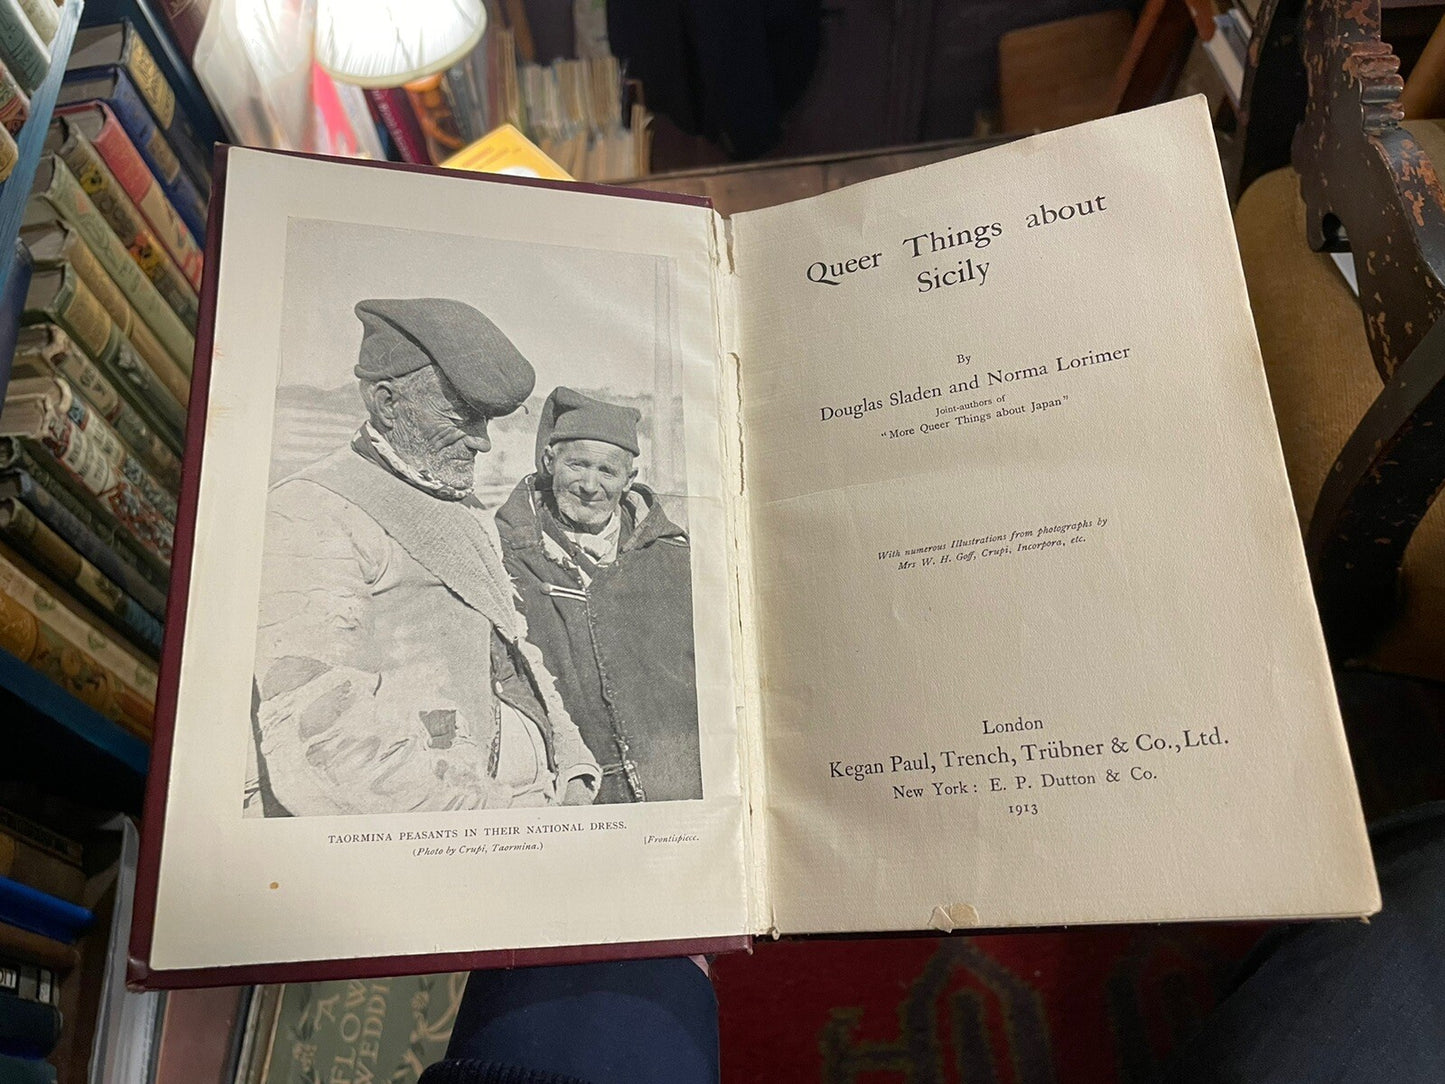 TAORMINA PEASANTS IN THEIR NATIONAL DRESS.
(Photo by Crupi, Taormina.)
[Frontispiece.
Queer Things about
Sicily
By
Douglas Sladen and Norma Lorimer
Joint-authors of
"More Queer Things about Japan"
With numerous Illustrations from photographs by
Mrs W. H. Goff, Crupi, Incorpora, etc.
London
Kegan Paul, Trench, Trübner & Co., Ltd.
New York: E. P. Dutton & Co.
1913
A
FLOW
WEDDI